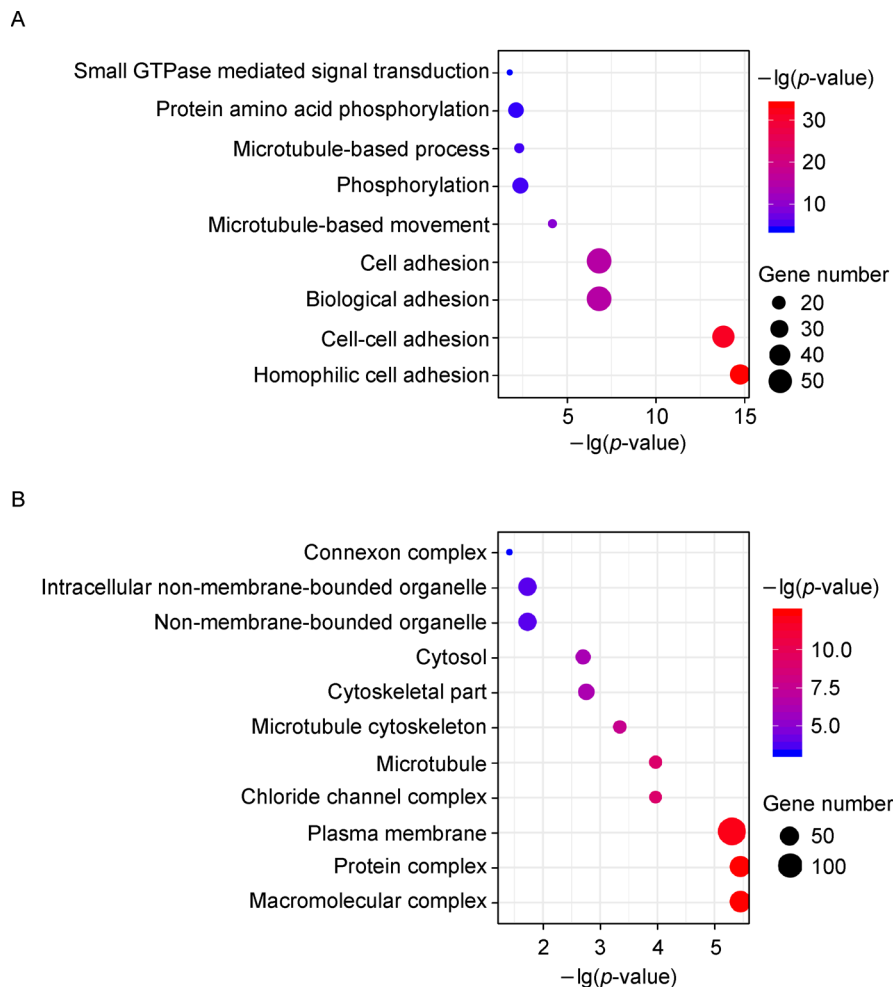 A
Small GTPase mediated signal transduction
Protein amino acid phosphorylation
Microtubule-based process
Phosphorylation
Microtubule-based movement
Cell adhesion
Biological adhesion
Cell-cell adhesion
Homophilic cell adhesion
5 10 15
−lg(p-value)
−lg(p-value)
30
20
10
Gene number
20
30
40
50
B
Connexon complex
Intracellular non-membrane-bounded organelle
Non-membrane-bounded organelle
Cytosol
Cytoskeletal part
Microtubule cytoskeleton
Microtubule
Chloride channel complex
Plasma membrane
Protein complex
Macromolecular complex
2 3 4 5
−lg(p-value)
−lg(p-value)
10.0
7.5
5.0
Gene number
50
100